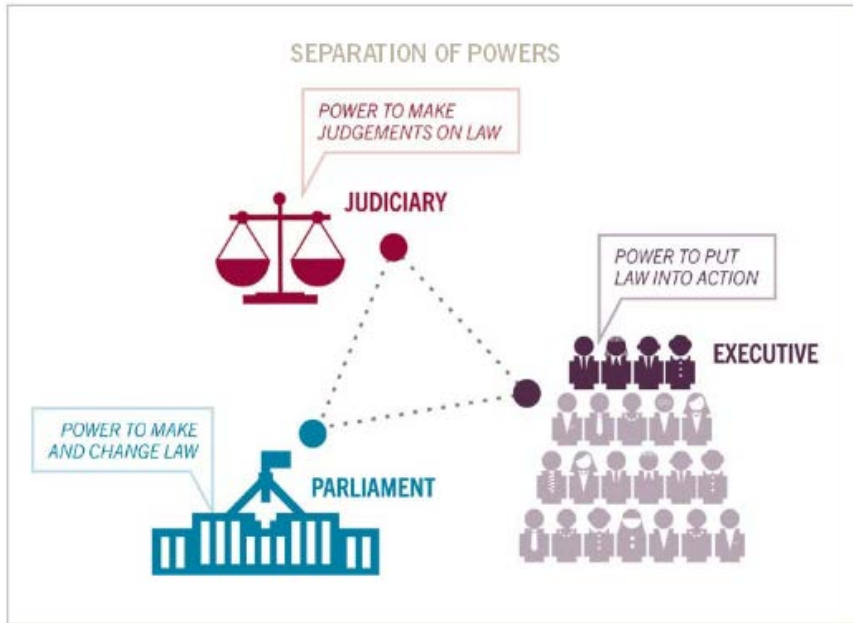 SEPARATION OF POWERS
POWER TO MAKE
JUDGEMENTS ON LAW
JUDICIARY
POWER TO PUT
LAW INTO ACTION
EXECUTIVE
POWER TO MAKE
AND CHANGE LAW
PARLIAMENT